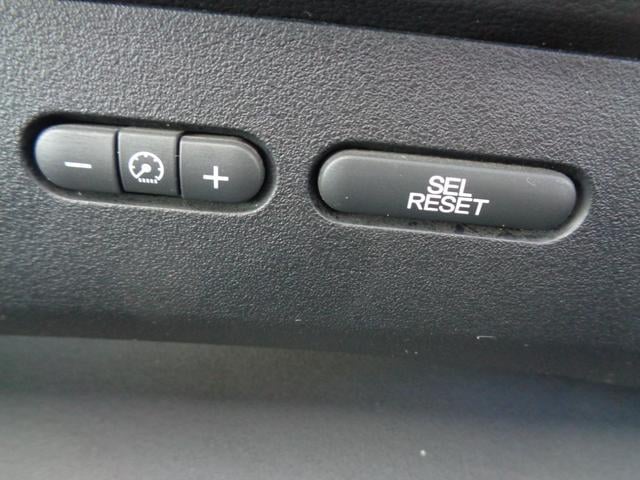 - +
SEL
RESET